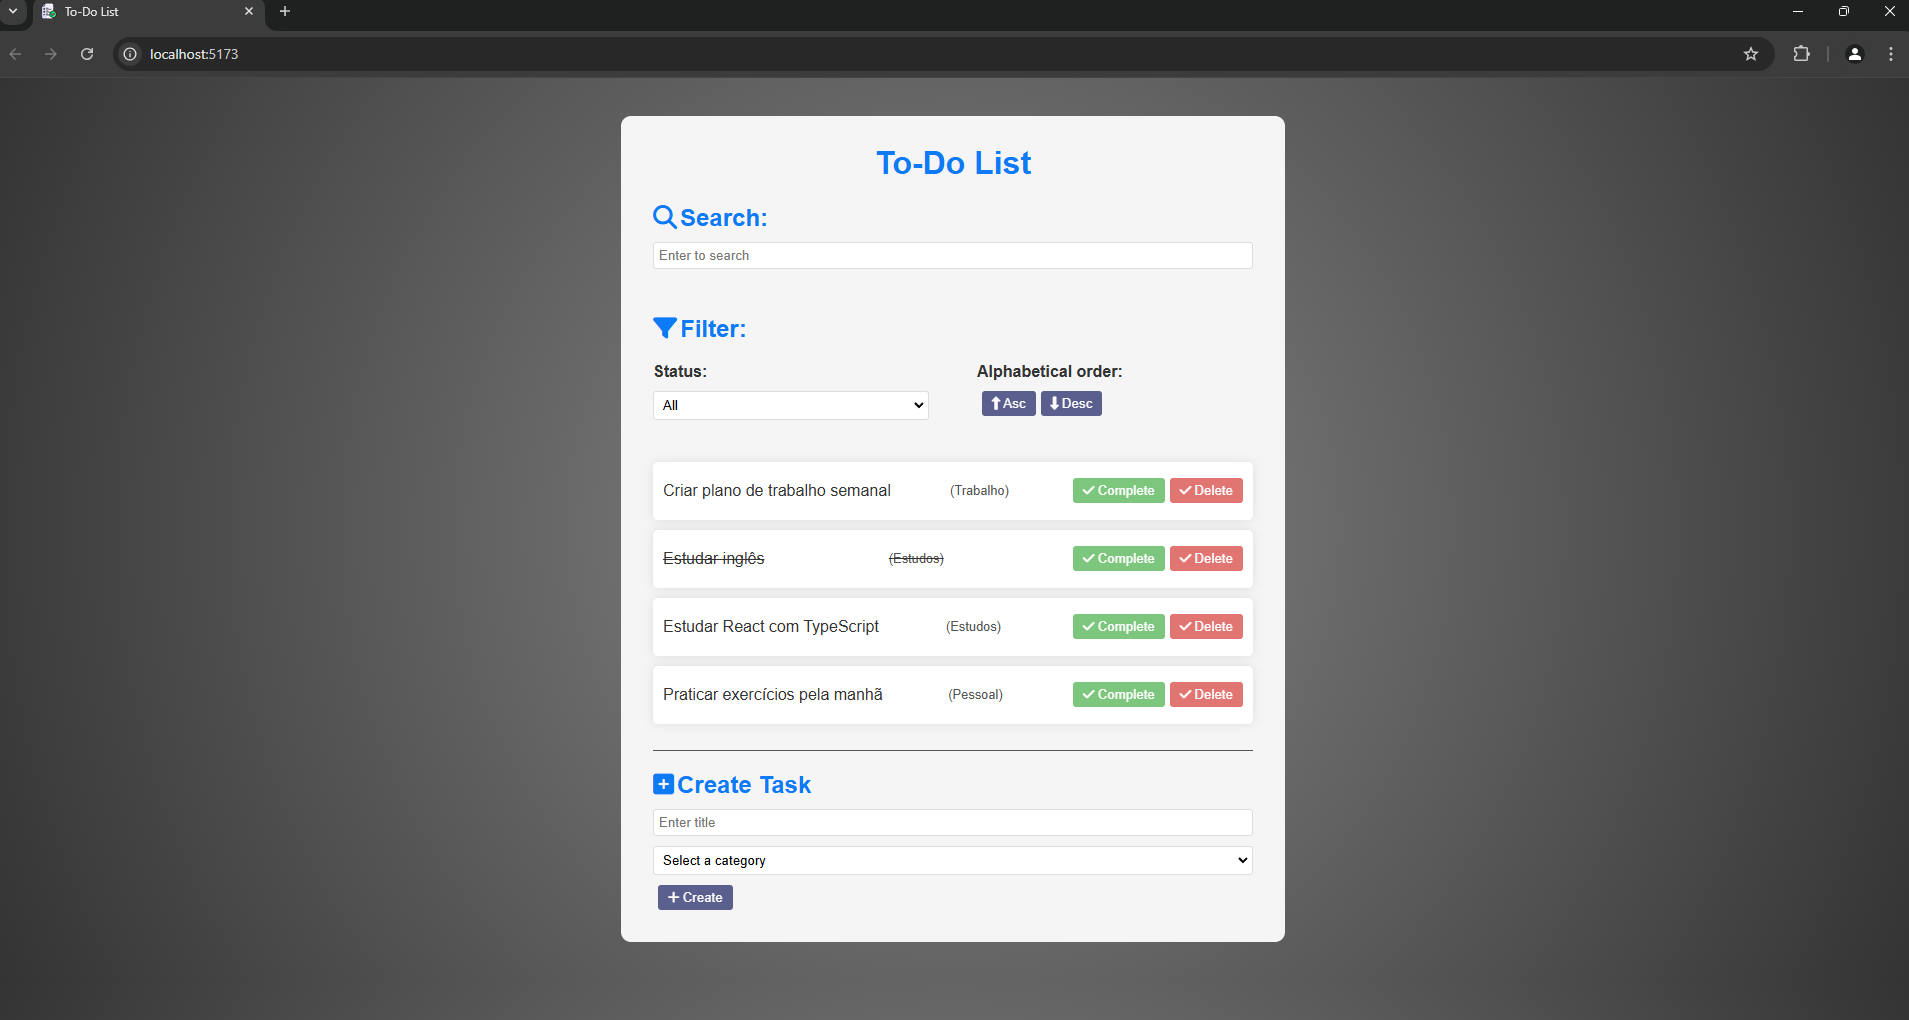 To-Do List
localhost:5173
To-Do List
Search:
Enter to search
Filter:
Status:
Alphabetical order:
All
Asc
Desc
Criar plano de trabalho semanal (Trabalho) Complete Delete
Estudar inglês (Estudos) Complete Delete
Estudar React com TypeScript (Estudos) Complete Delete
Praticar exercícios pela manhã (Pessoal) Complete Delete
Create Task
Enter title
Select a category
Create